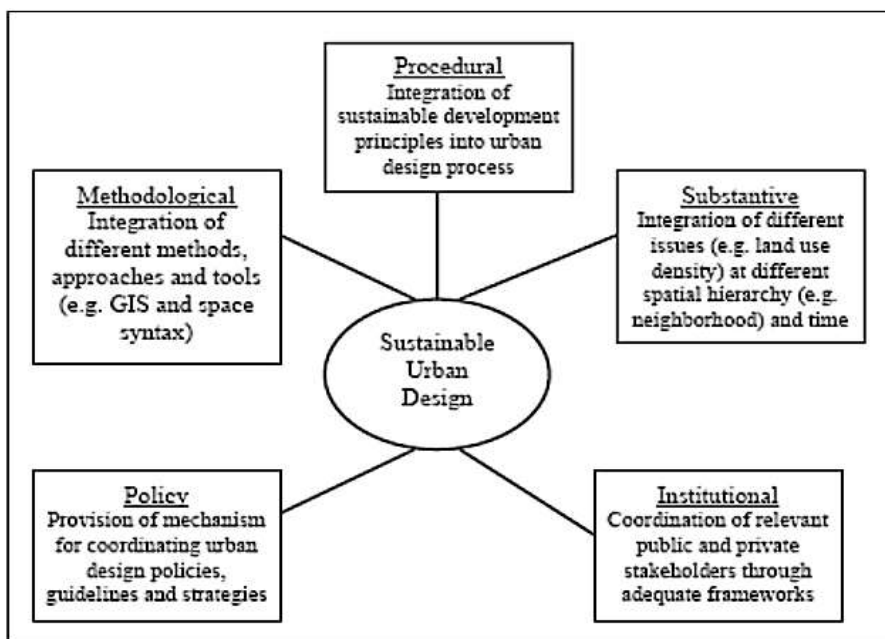 Procedural
Integration of
sustainable development
principles into urban
design process
Methodological
Integration of
different methods,
approaches and tools
(e.g. GIS and space
syntax)
Substantive
Integration of different
issues (e.g. land use
density) at different
spatial hierarchy (e.g.
neighborhood) and time
Sustainable
Urban
Design
Policy
Provision of mechanism
for coordinating urban
design policies,
guidelines and strategies
Institutional
Coordination of relevant
public and private
stakeholders through
adequate frameworks